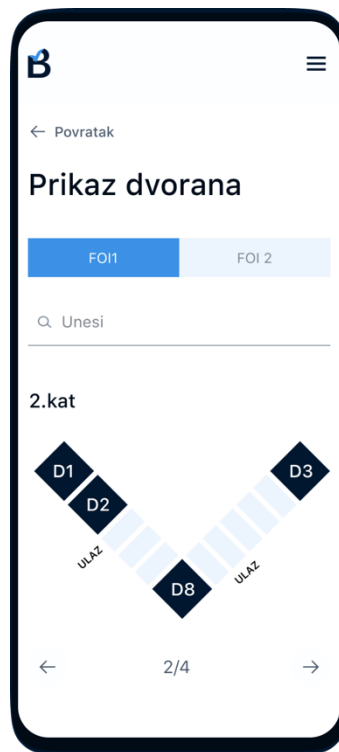 B
Povratak
Prikaz dvorana
FOI1 FOI 2
Unesi
2.kat
D1 D3
D2
ULAZ ULAZ
D8
2/4